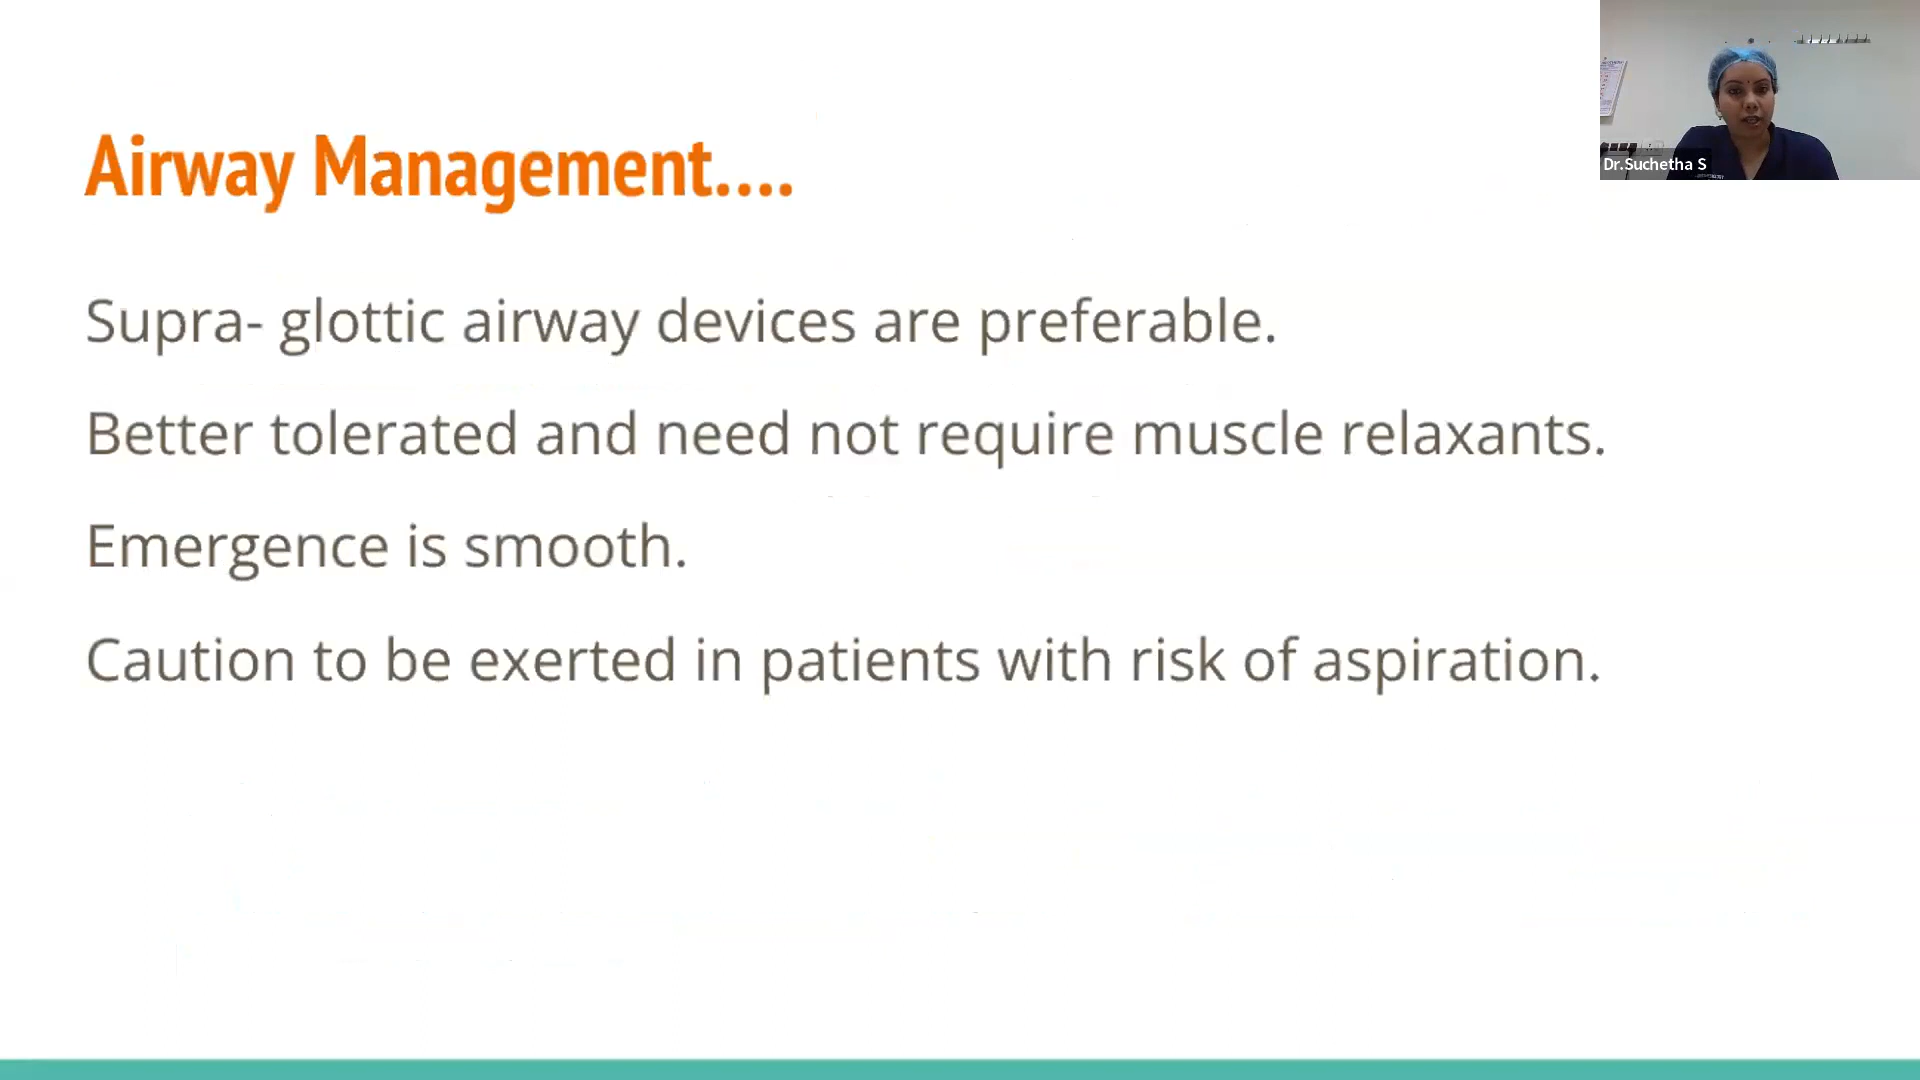 Airway Management....
Supra- glottic airway devices are preferable.
Better tolerated and need not require muscle relaxants.
Emergence is smooth.
Caution to be exerted in patients with risk of aspiration.
Dr.Suchetha S